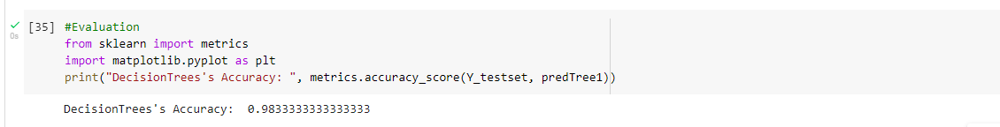 [35] #Evaluation
0s from sklearn import metrics
import matplotlib.pyplot as plt
print("DecisionTrees's Accuracy: ", metrics.accuracy_score(Y_testset, predTree1))
DecisionTrees's Accuracy:  0.9833333333333333